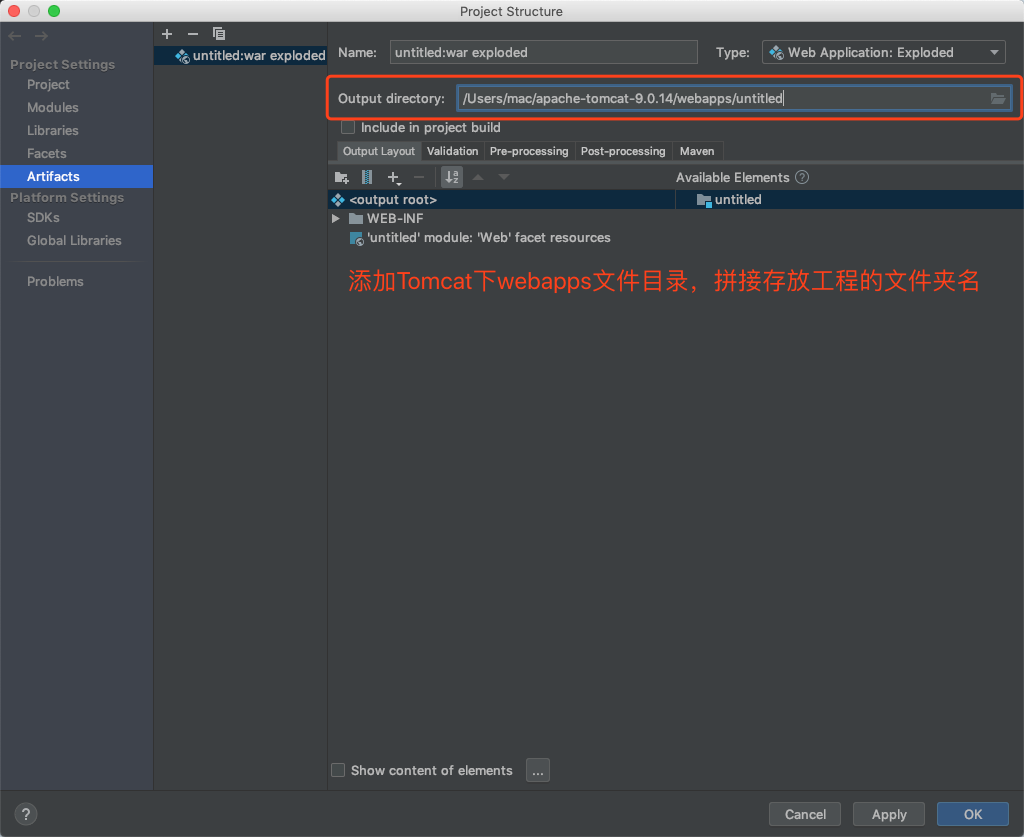 Project Structure
Project Settings
Project
Modules
Libraries
Facets
Artifacts
Platform Settings
SDKs
Global Libraries
Problems
untitled:war exploded
Name: untitled:war exploded Type: Web Application: Exploded
Output directory: /Users/mac/apache-tomcat-9.0.14/webapps/untitled
Include in project build
Output Layout Validation Pre-processing Post-processing Maven
Available Elements ?
<output root> untitled
WEB-INF
'untitled' module: 'Web' facet resources
添加Tomcat下webapps文件目录，拼接存放工程的文件夹名
Show content of elements ...
? Cancel Apply OK